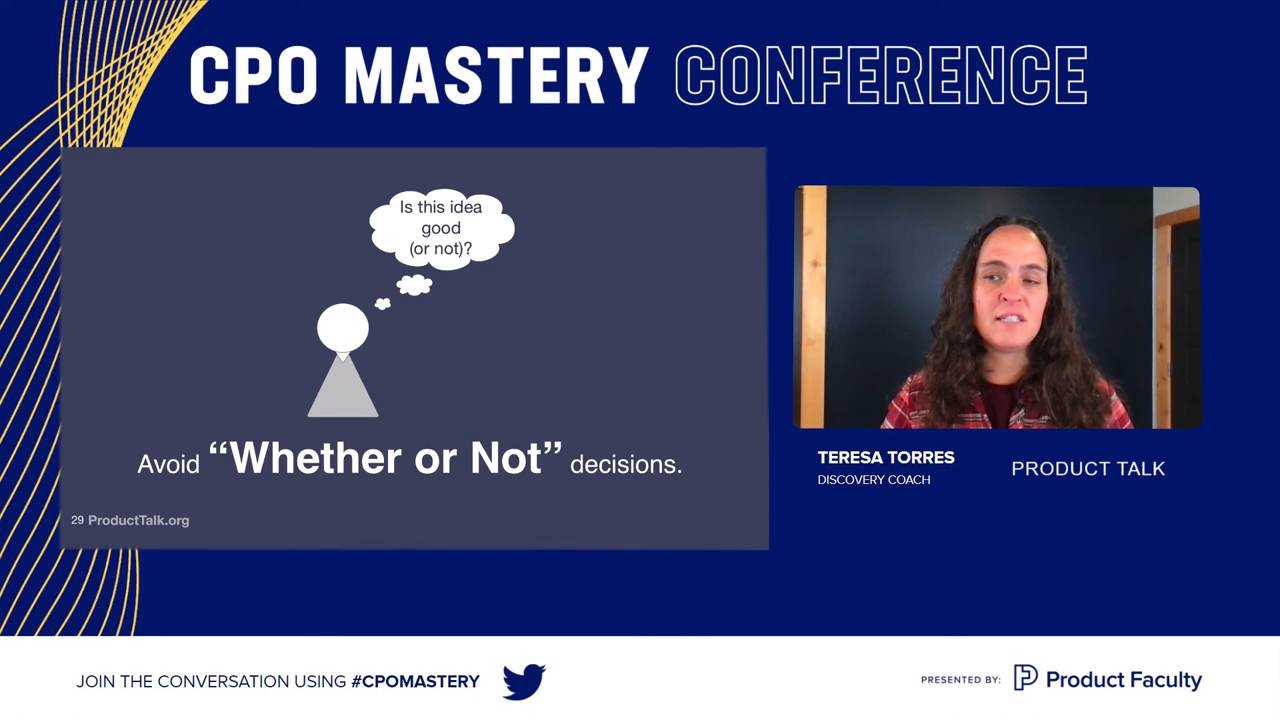 CPO MASTERY CONFERENCE
Is this idea
good
(or not)?
Avoid “Whether or Not” decisions.
29 ProductTalk.org
TERESA TORRES
DISCOVERY COACH
PRODUCT TALK
JOIN THE CONVERSATION USING #CPOMASTERY
PRESENTED BY: Product Faculty